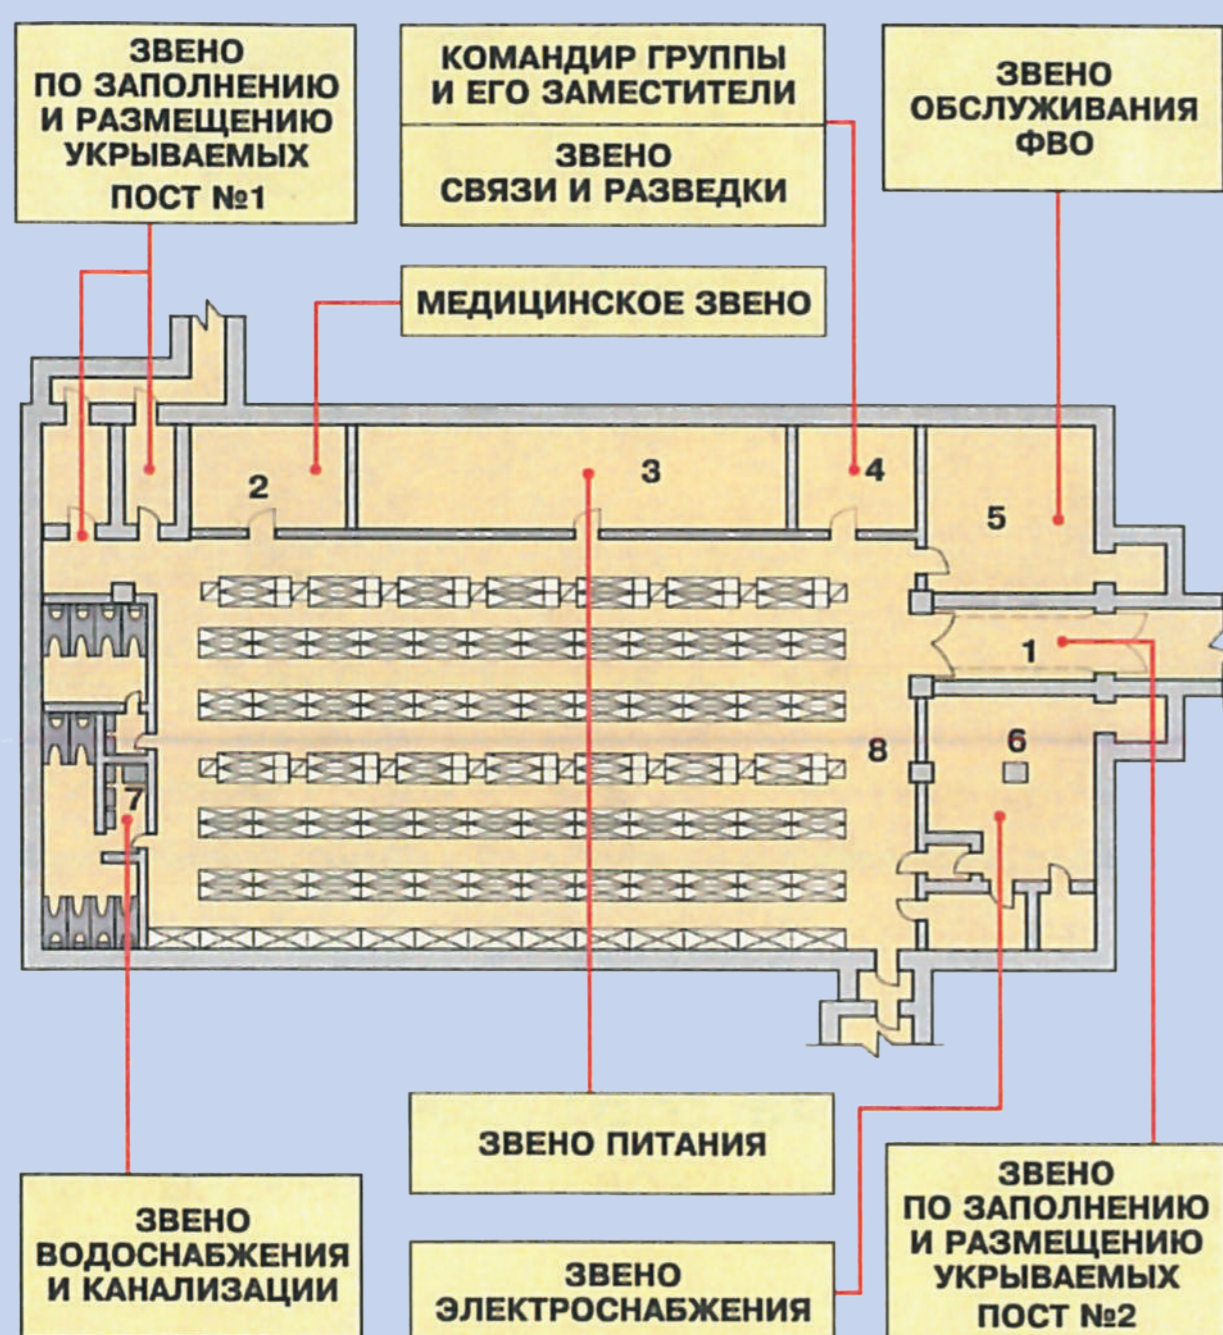 ЗВЕНО
ПО ЗАПОЛНЕНИЮ
И РАЗМЕЩЕНИЮ
УКРЫВАЕМЫХ
ПОСТ №1
КОМАНДИР ГРУППЫ
И ЕГО ЗАМЕСТИТЕЛИ
ЗВЕНО
СВЯЗИ И РАЗВЕДКИ
ЗВЕНО
ОБСЛУЖИВАНИЯ
ФВО
МЕДИЦИНСКОЕ ЗВЕНО
2
3
4
5
1
6
8
7
ЗВЕНО ПИТАНИЯ
ЗВЕНО
ВОДОСНАБЖЕНИЯ
И КАНАЛИЗАЦИИ
ЗВЕНО
ЭЛЕКТРОСНАБЖЕНИЯ
ЗВЕНО
ПО ЗАПОЛНЕНИЮ
И РАЗМЕЩЕНИЮ
УКРЫВАЕМЫХ
ПОСТ №2